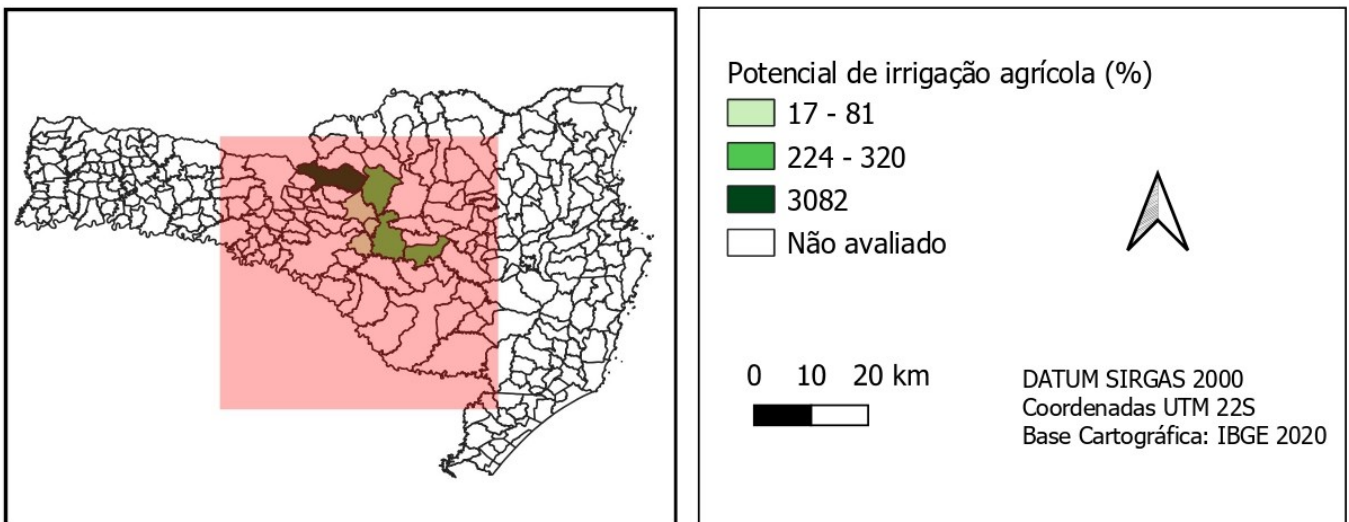 Potencial de irrigação agrícola (%)
17 - 81
224 - 320
3082
Não avaliado
0 10 20 km
DATUM SIRGAS 2000
Coordenadas UTM 22S
Base Cartográfica: IBGE 2020